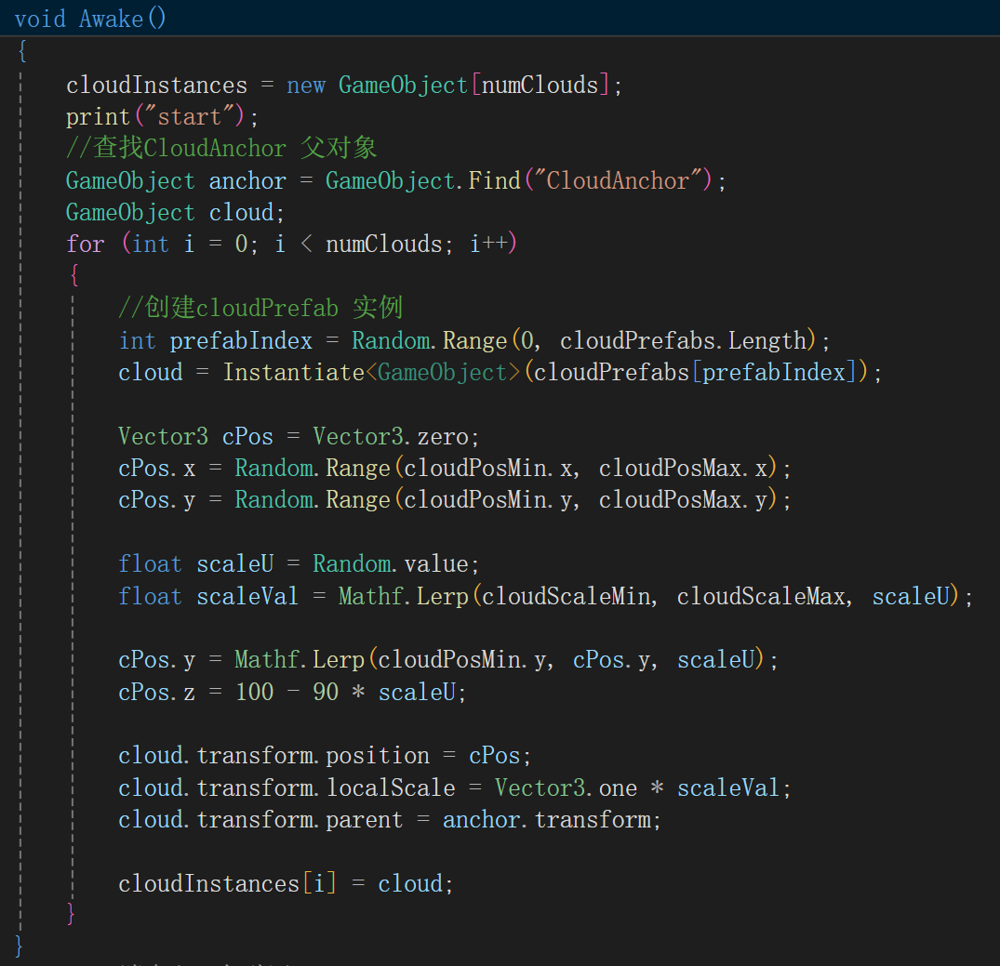 void Awake()
{
cloudInstances = new GameObject[numClouds];
print("start");
//查找CloudAnchor 父对象
GameObject anchor = GameObject.Find("CloudAnchor");
GameObject cloud;
for (int i = 0; i < numClouds; i++)
{
//创建cloudPrefab 实例
int prefabIndex = Random.Range(0, cloudPrefabs.Length);
cloud = Instantiate<GameObject>(cloudPrefabs[prefabIndex]);
Vector3 cPos = Vector3.zero;
cPos.x = Random.Range(cloudPosMin.x, cloudPosMax.x);
cPos.y = Random.Range(cloudPosMin.y, cloudPosMax.y);
float scaleU = Random.value;
float scaleVal = Mathf.Lerp(cloudScaleMin, cloudScaleMax, scaleU);
cPos.y = Mathf.Lerp(cloudPosMin.y, cPos.y, scaleU);
cPos.z = 100 - 90 * scaleU;
cloud.transform.position = cPos;
cloud.transform.localScale = Vector3.one * scaleVal;
cloud.transform.parent = anchor.transform;
cloudInstances[i] = cloud;
}
}